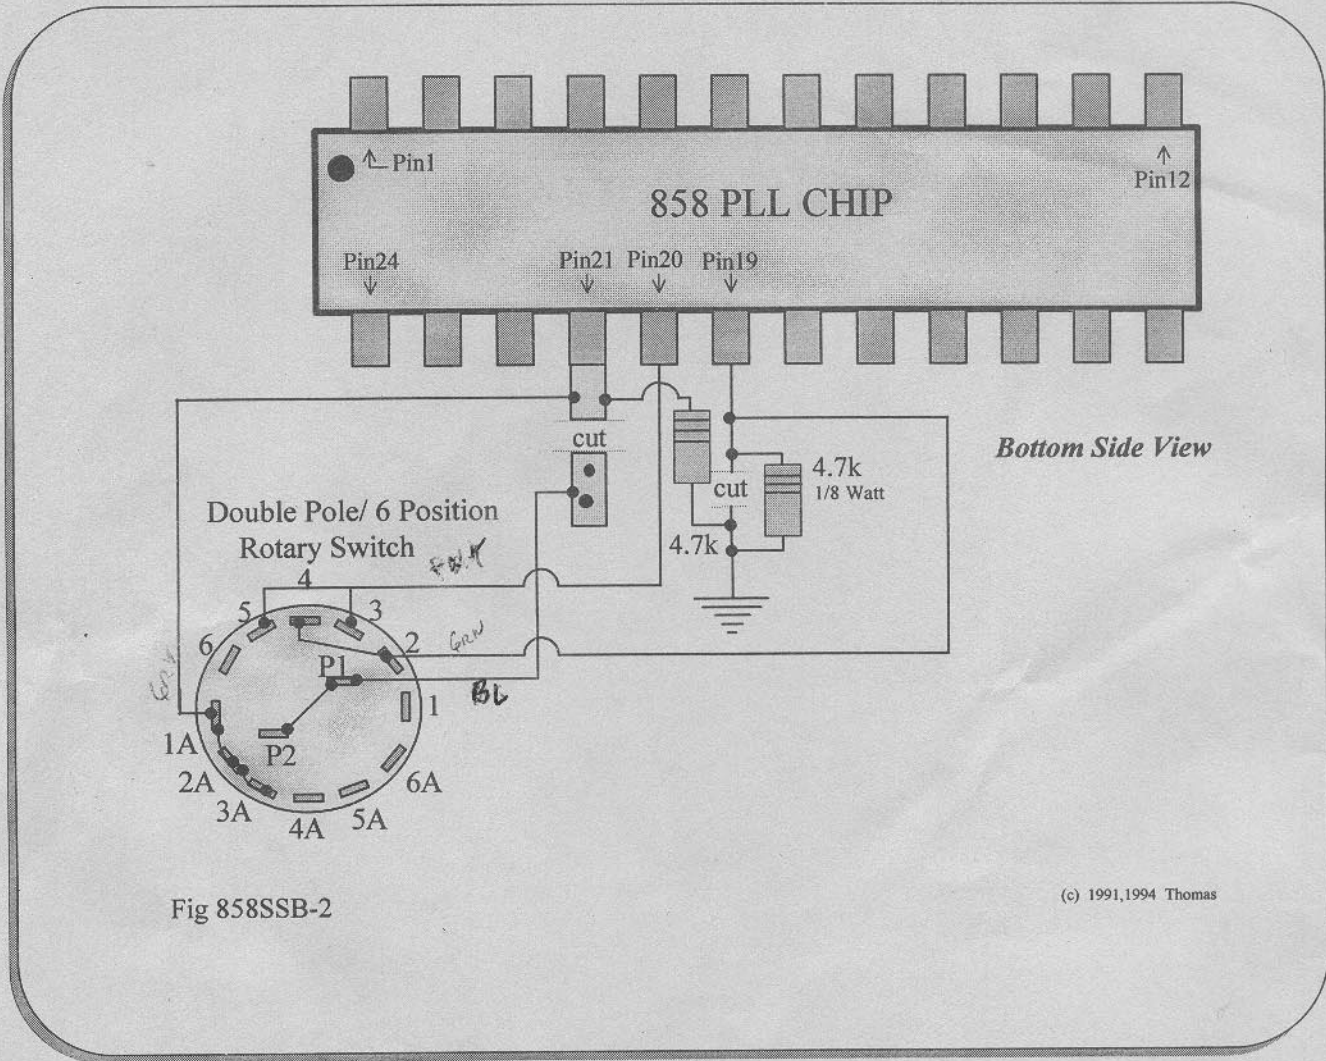 Pin1
Pin12
858 PLL CHIP
Pin24
Pin21
Pin20
Pin19
cut
Bottom Side View
4.7k
1/8 Watt
cut
4.7k
Double Pole/ 6 Position
Rotary Switch
4
5
3
6
2
GRN
P1
BL
1
1A
P2
2A
6A
3A
5A
4A
Fig 858SSB-2
(c) 1991,1994 Thomas